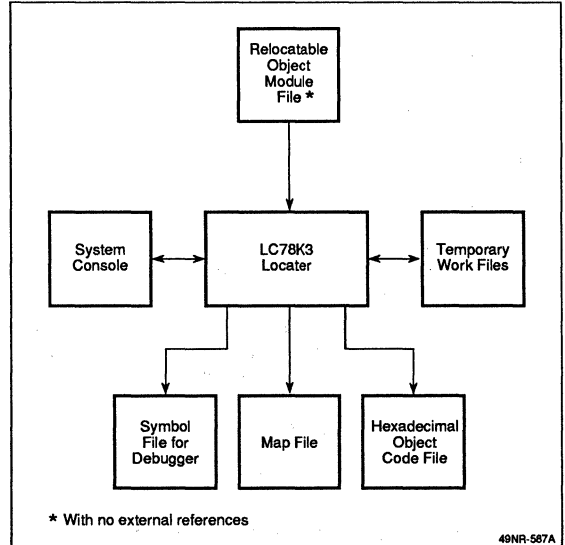 Relocatable
Object
Module
File *
System
Console
LC78K3
Locater
Temporary
Work Files
Symbol
File for
Debugger
Map File
Hexadecimal
Object
Code File
* With no external references
49NR-587A